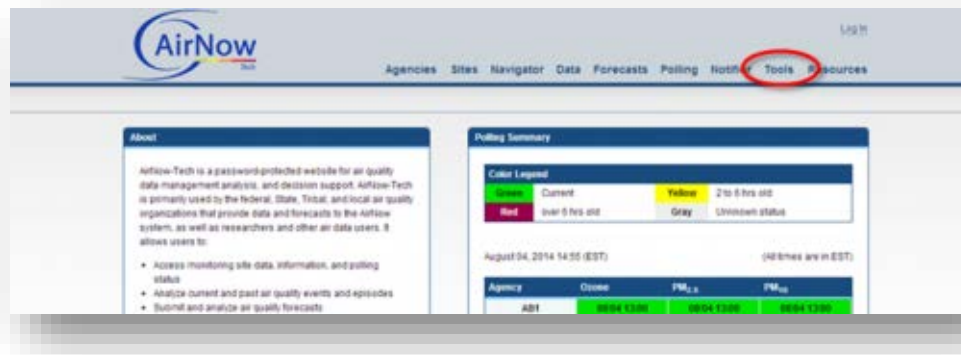 AirNow
Tech
Log In
Agencies Sites Navigator Data Forecasts Polling Notifier Tools Resources
About
AirNow-Tech is a password-protected website for air quality
data management analysis, and decision support. AirNow-Tech
is primarily used by the federal, State, Tribal, and local air quality
organizations that provide data and forecasts to the AirNow
system, as well as researchers and other air data users. It
allows users to:
• Access monitoring site data, information, and polling
status
• Analyze current and past air quality events and episodes
• Submit and analyze air quality forecasts
Polling Summary
Color Legend
Green Current Yellow 2 to 6 hrs old
Red over 6 hrs old Gray Unknown status
August 04, 2014 14:55 (EST) (All times are in EST)
Agency Ozone PM2.5 PM10
AB1 08/04 13:00 08/04 13:00 08/04 13:00